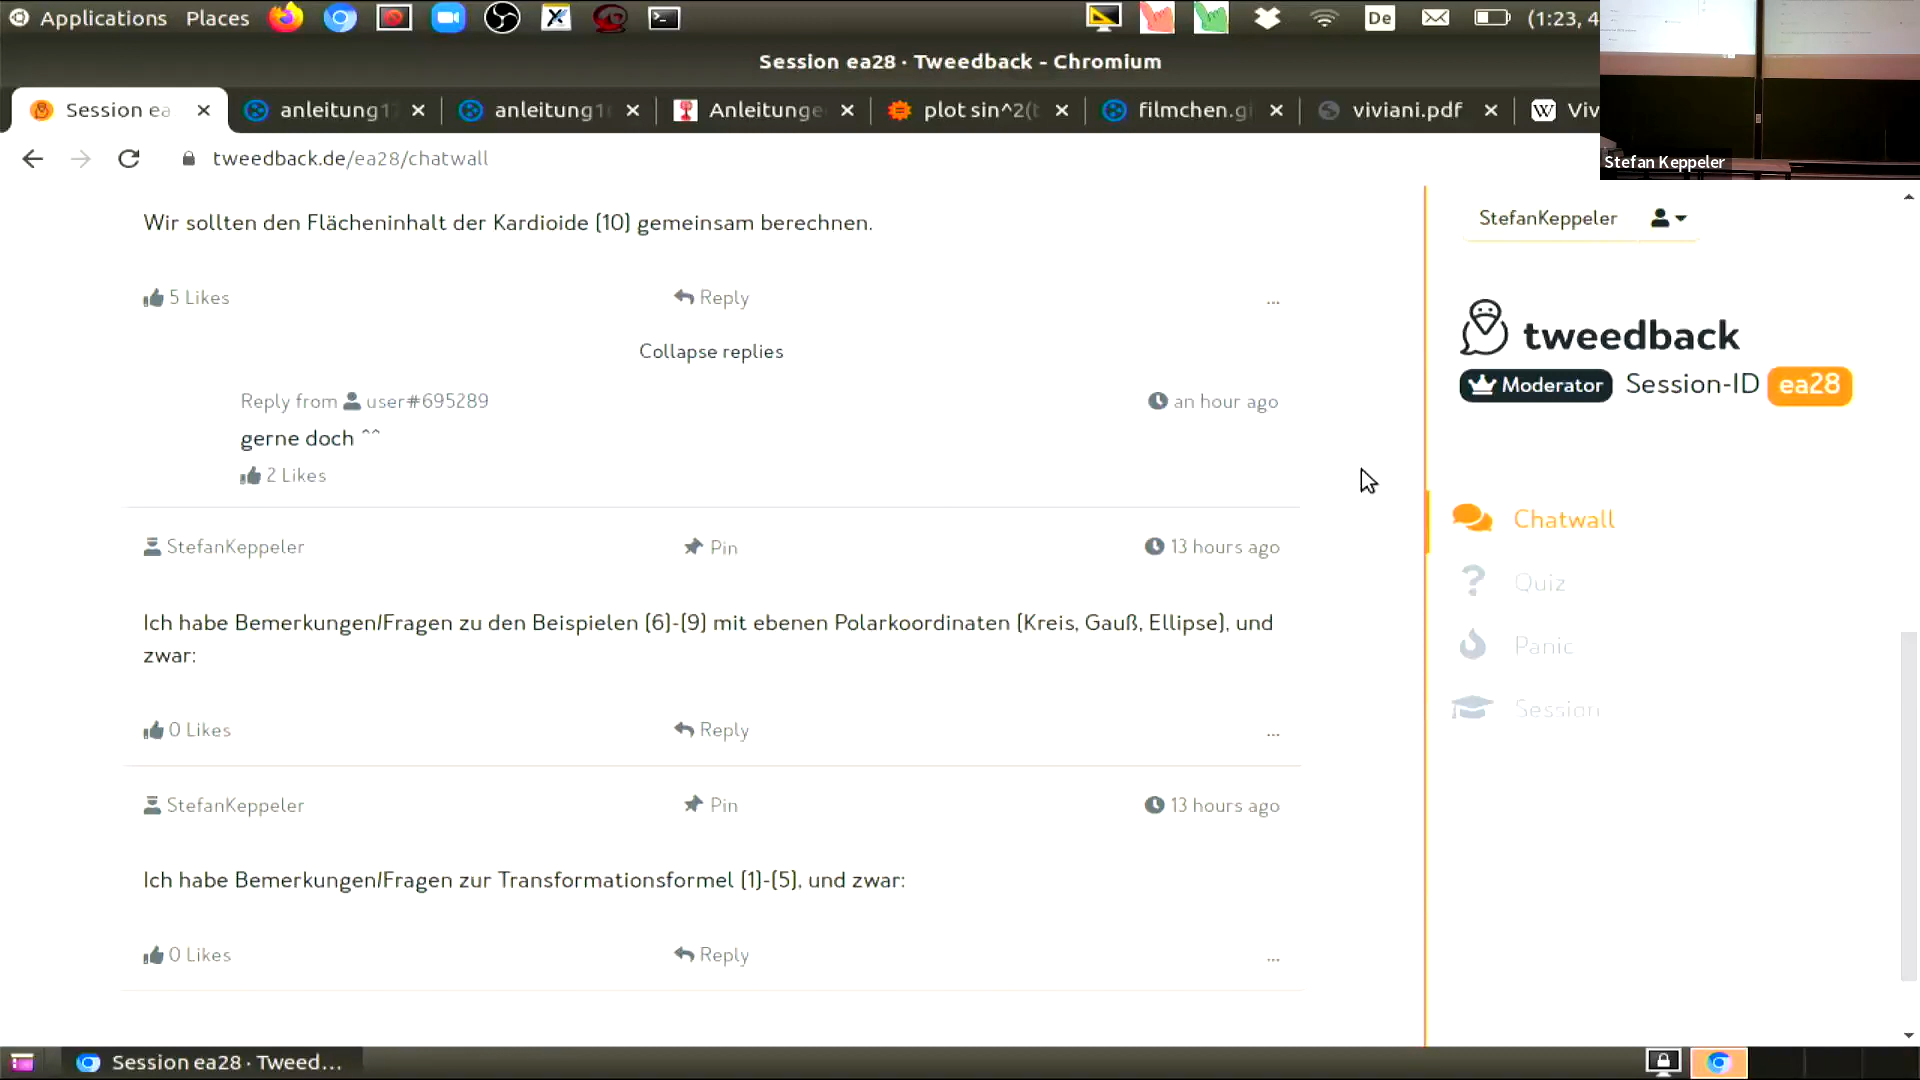 Applications Places De (1:23, 4
Session ea28 · Tweedback - Chromium
Session ea anleitung1 anleitung1 Anleitunge plot sin^2(t filmchen.gi viviani.pdf Viv
Stefan Keppeler
tweedback.de/ea28/chatwall
Wir sollten den Flächeninhalt der Kardioide (10) gemeinsam berechnen.
5 Likes Reply ...
Collapse replies
Reply from user#695289 an hour ago
gerne doch ^^
2 Likes
StefanKeppeler Pin 13 hours ago
Ich habe Bemerkungen/Fragen zu den Beispielen (6)-(9) mit ebenen Polarkoordinaten (Kreis, Gauß, Ellipse), und
zwar:
0 Likes Reply ...
StefanKeppeler Pin 13 hours ago
Ich habe Bemerkungen/Fragen zur Transformationsformel (1)-(5), und zwar:
0 Likes Reply ...
StefanKeppeler
tweedback
Moderator Session-ID ea28
Chatwall
Quiz
Panic
Session
Session ea28 · Tweed...